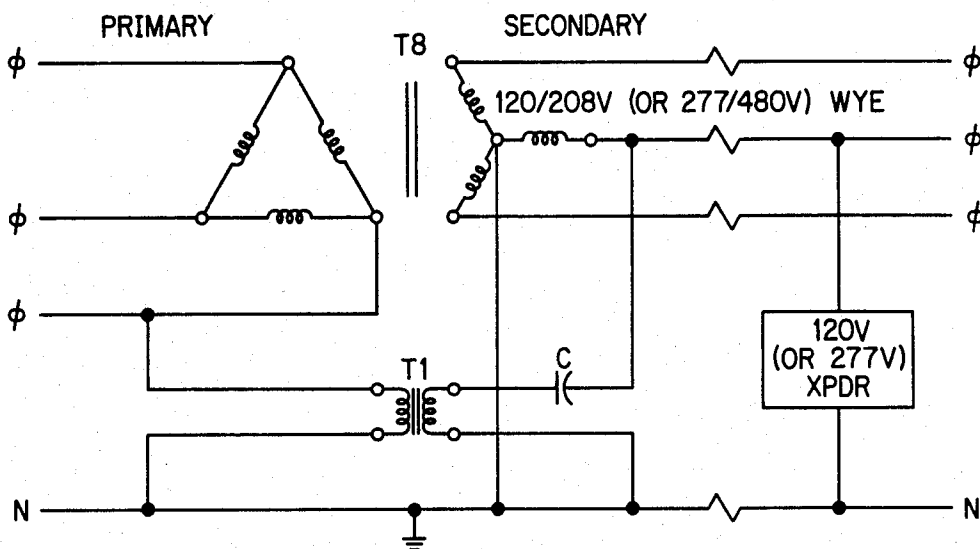 PRIMARY
T8
SECONDARY
ϕ
ϕ
120/208V (OR 277/480V) WYE
ϕ
ϕ
ϕ
ϕ
120V
(OR 277V)
XPDR
T1
C
N
N